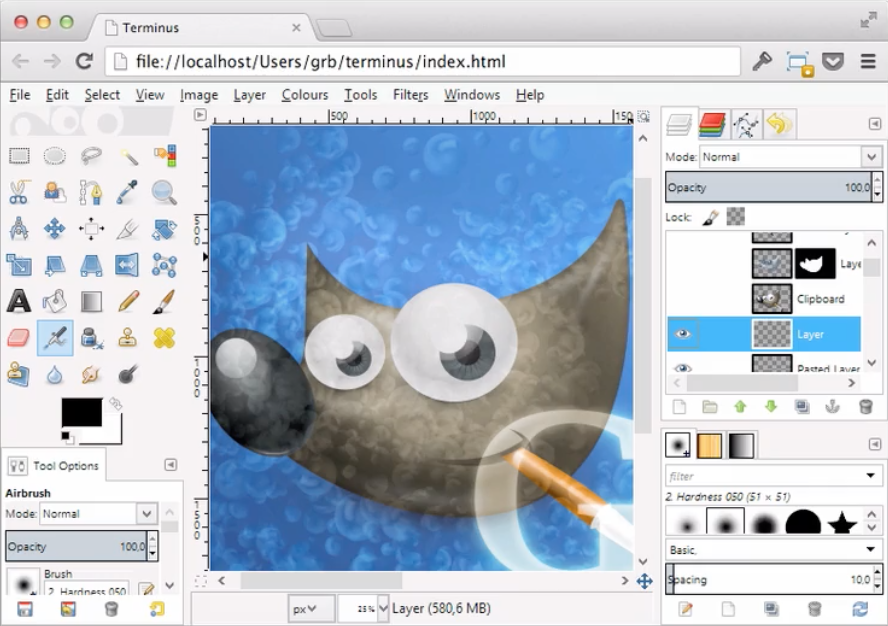 Terminus
file://localhost/Users/grb/terminus/index.html
File Edit Select View Image Layer Colours Tools Filters Windows Help
500 1000 150
500
1000
1500
Mode: Normal
Opacity 100,0
Lock:
Laye
Clipboard
Layer
Pasted Layer
filter
2. Hardness 050 (51 × 51)
Basic,
Spacing 10,0
Tool Options
Airbrush
Mode: Normal
Opacity 100,0
Brush
2. Hardness 050
px 25 % Layer (580,6 MB)
G